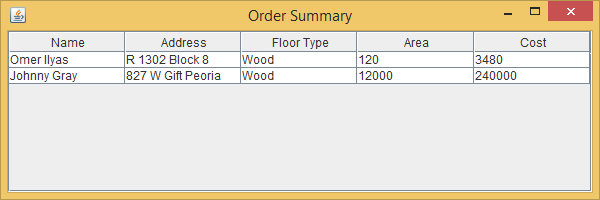 Order Summary
Name Address Floor Type Area Cost
Omer Ilyas R 1302 Block 8 Wood 120 3480
Johnny Gray 827 W Gift Peoria Wood 12000 240000